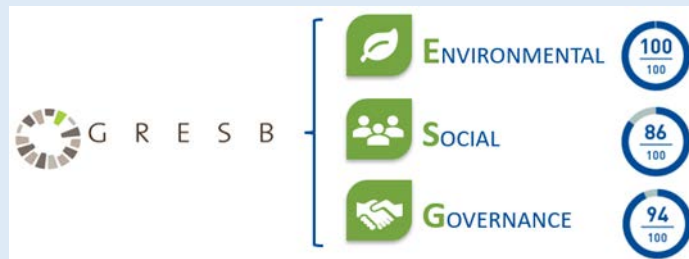 ENVIRONMENTAL
100
100
GRESB
SOCIAL
86
100
GOVERNANCE
94
100